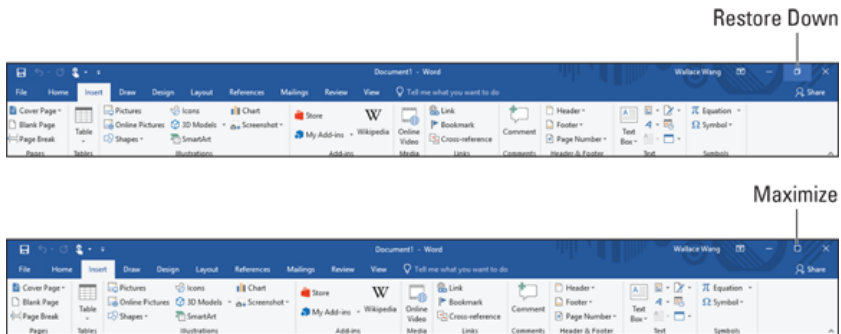 Restore Down
Document1 - Word
Wallace Wang
File Home Insert Draw Design Layout References Mailings Review View Tell me what you want to do Share
Cover Page
Blank Page
Page Break
Pages
Table
Tables
Pictures
Online Pictures
Shapes
Icons
3D Models
SmartArt
Chart
Screenshot
Illustrations
Store
My Add-ins
W
Wikipedia
Add-ins
Online
Video
Media
Link
Bookmark
Cross-reference
Links
Comment
Comments
Header
Footer
Page Number
Header & Footer
Text
Box
Text
Equation
Symbol
Symbols
Maximize
Document1 - Word
Wallace Wang
File Home Insert Draw Design Layout References Mailings Review View Tell me what you want to do Share
Cover Page
Blank Page
Page Break
Pages
Table
Tables
Pictures
Online Pictures
Shapes
Icons
3D Models
SmartArt
Chart
Screenshot
Illustrations
Store
My Add-ins
W
Wikipedia
Add-ins
Online
Video
Media
Link
Bookmark
Cross-reference
Links
Comment
Comments
Header
Footer
Page Number
Header & Footer
Text
Box
Text
Equation
Symbol
Symbols